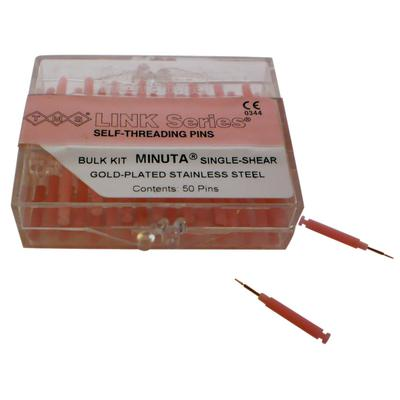 TMS LINK Series®
SELF-THREADING PINS
CE
0344
BULK KIT MINUTA® SINGLE-SHEAR
GOLD-PLATED STAINLESS STEEL
Contents: 50 Pins